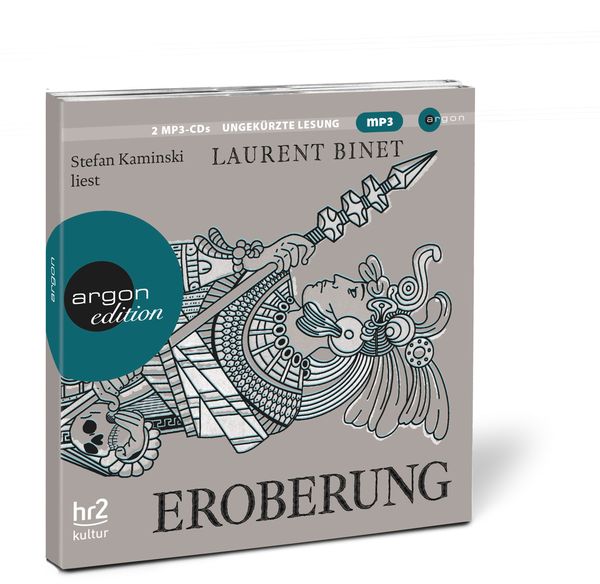 2 MP3-CDs UNGEKÜRZTE LESUNG mp3 argon
Stefan Kaminski
liest
LAURENT BINET
argon
argon
edition
EROBERUNG
hr2
kultur